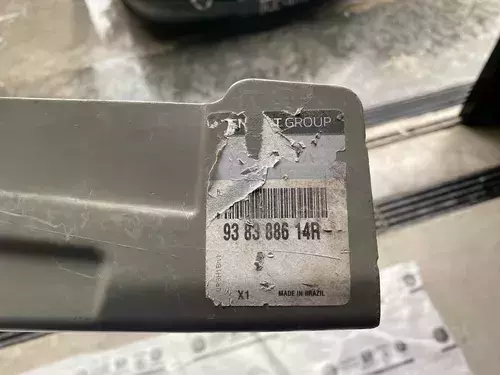 GROUP
93 83 886 14R-
X1
MADE IN BRAZIL